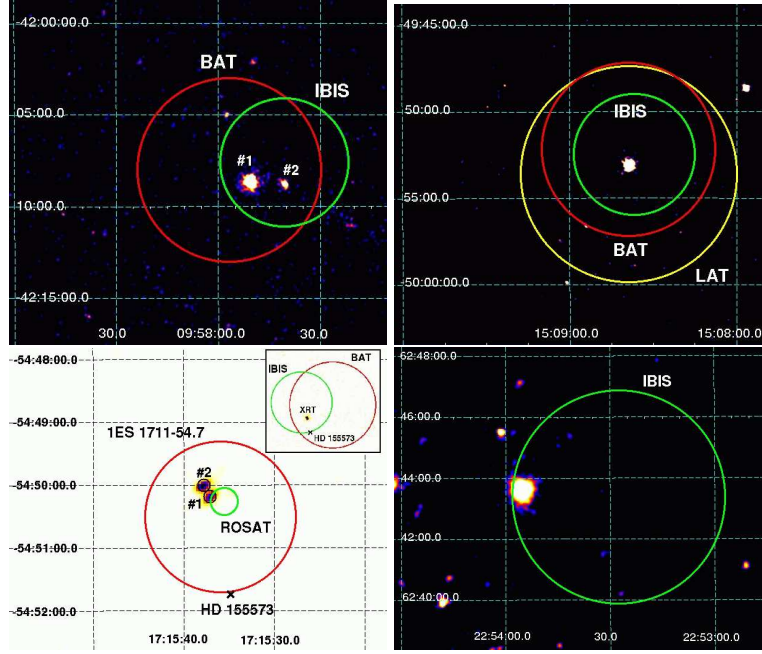 -42:00:00.0
BAT
IBIS
05:00.0
#1 #2
-10:00.0
-42:15:00.0
30.0 09:58:00.0 30.0
-49:45:00.0
50:00.0
IBIS
-55:00.0
BAT
LAT
-50:00:00.0
15:09:00.0 15:08:00.0
-54:48:00.0
BAT
IBIS
-54:49:00.0
XRT
HD 155573
1ES 1711-54.7
#2
-54:50:00.0
#1
ROSAT
-54:51:00.0
-54:52:00.0
HD 155573
17:15:40.0 17:15:30.0
62:48:00.0
IBIS
46:00.0
44:00.0
42:00.0
62:40:00.0
22:54:00.0 30.0 22:53:00.0